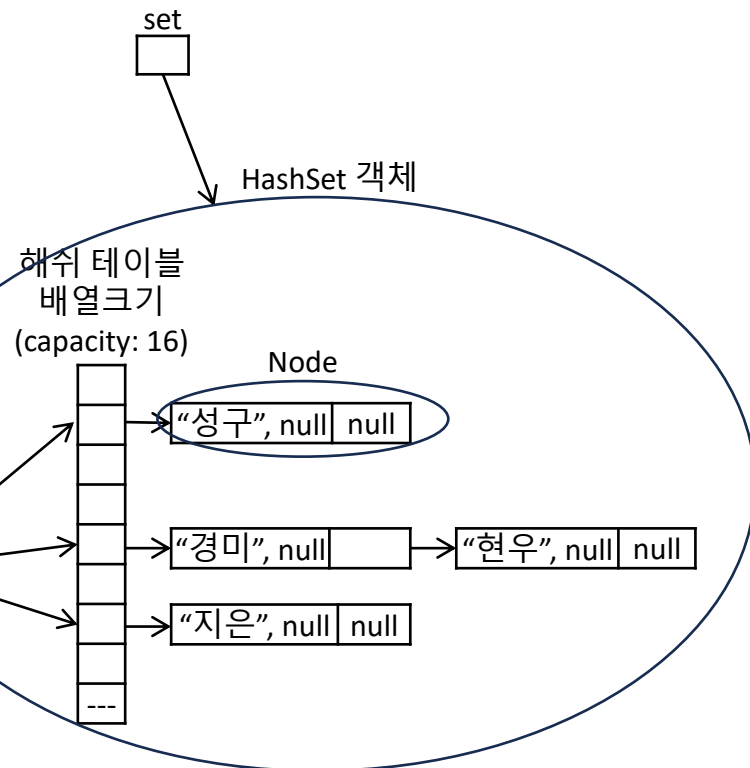 set
HashSet 객체
해쉬 테이블
배열크기
(capacity: 16)
Node
“성구”, null null
“경미”, null “현우”, null null
“지은”, null null
---